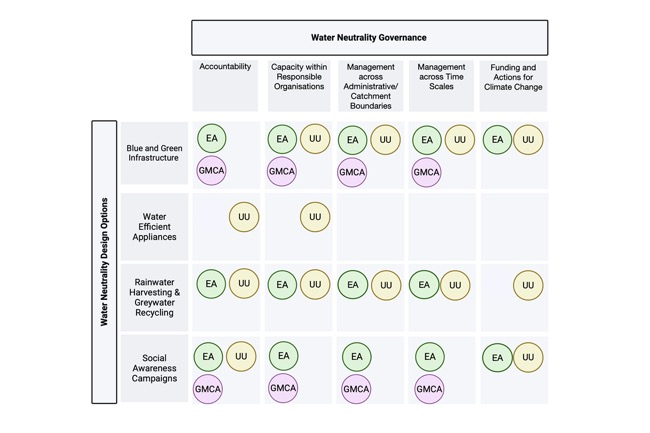 Water Neutrality Governance
Accountability
Capacity within
Responsible
Organisations
Management
across
Administrative/
Catchment
Boundaries
Management
across Time
Scales
Funding and
Actions for
Climate Change
Water Neutrality Design Options
Blue and Green
Infrastructure
EA
GMCA
EA UU
GMCA
EA UU
GMCA
EA UU
GMCA
EA UU
Water
Efficient
Appliances
UU
UU
Rainwater
Harvesting &
Greywater
Recycling
EA UU
EA UU
EA UU
EA UU
UU
Social
Awareness
Campaigns
EA UU
GMCA
EA
GMCA
EA
GMCA
EA
GMCA
EA UU